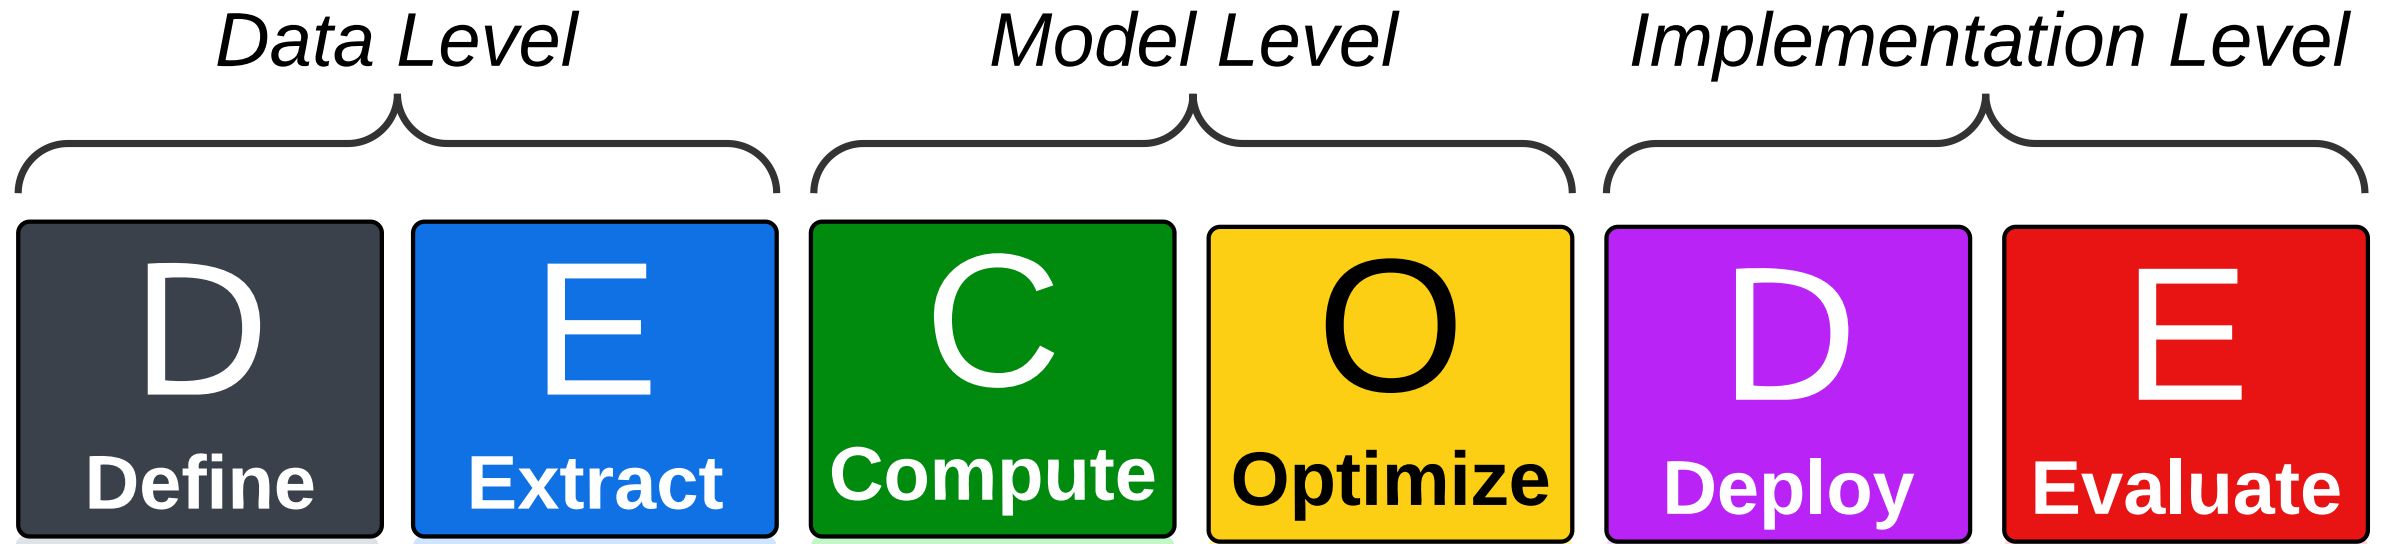 Data Level Model Level Implementation Level
D E C O D E
Define Extract Compute Optimize Deploy Evaluate